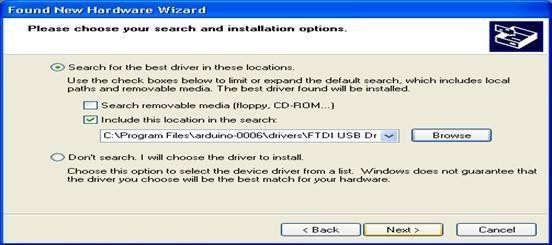 Found New Hardware Wizard
Please choose your search and installation options.
Search for the best driver in these locations.
Use the check boxes below to limit or expand the default search, which includes local
paths and removable media. The best driver found will be installed.
Search removable media (floppy, CD-ROM...)
Include this location in the search:
C:\Program Files\arduino-0006\drivers\FTDI USB Dr
Browse
Don't search. I will choose the driver to install.
Choose this option to select the device driver from a list. Windows does not guarantee that
the driver you choose will be the best match for your hardware.
< Back
Next >
Cancel